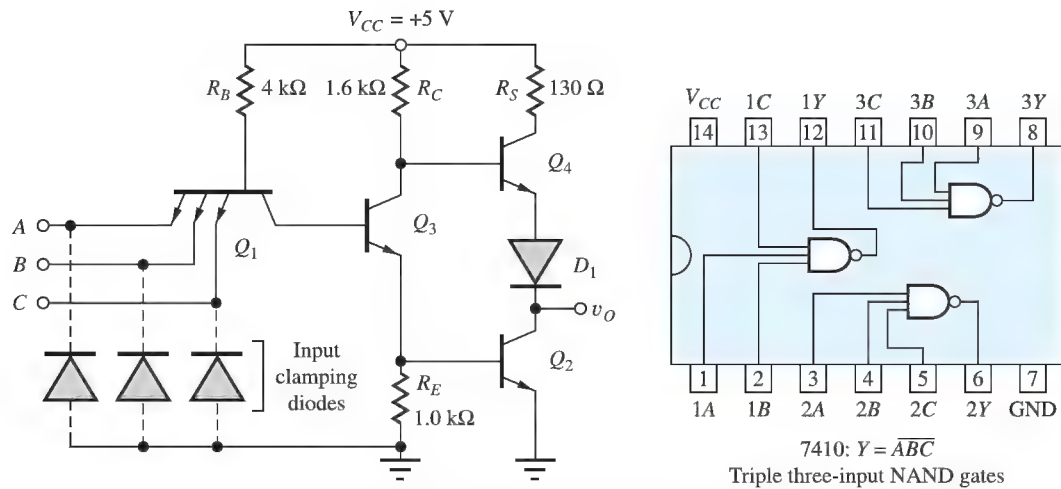 V_CC = +5 V
R_B 4 kΩ 1.6 kΩ R_C R_S 130 Ω
Q_4
A
Q_3
B
Q_1
D_1
C
v_O
Input
clamping
diodes
Q_2
R_E
1.0 kΩ
V_CC 1C 1Y 3C 3B 3A 3Y
14 13 12 11 10 9 8
1 2 3 4 5 6 7
1A 1B 2A 2B 2C 2Y GND
7410: Y = \overline{ABC}
Triple three-input NAND gates